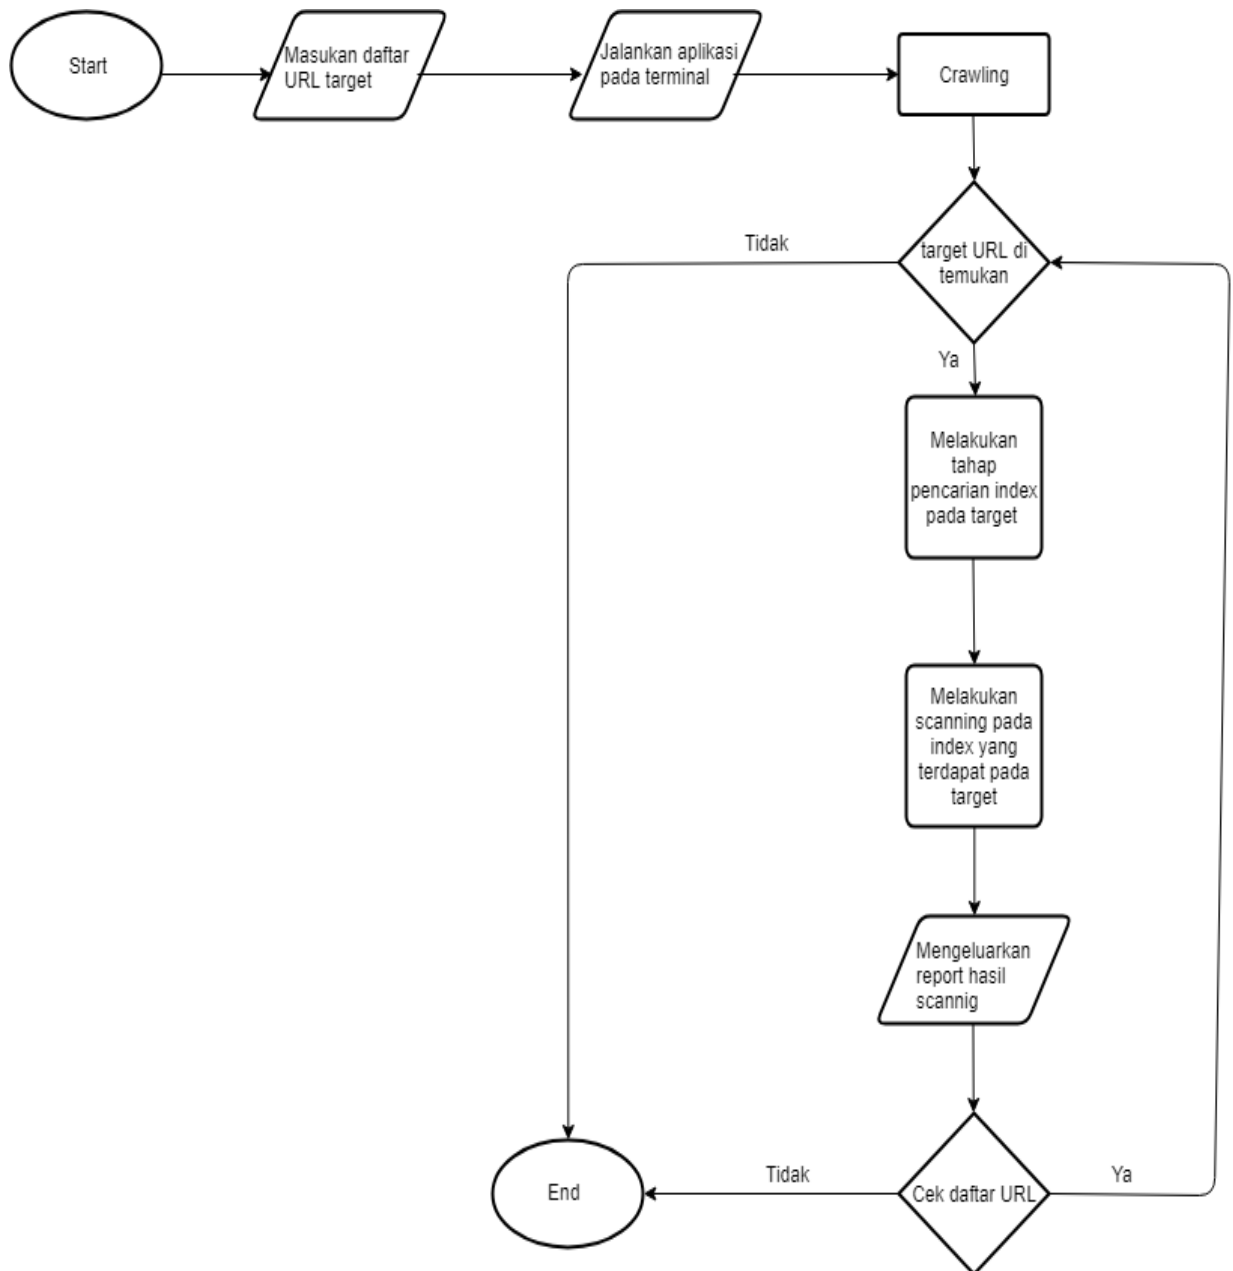 Start
Masukan daftar
URL target
Jalankan aplikasi
pada terminal
Crawling
target URL di
temukan
Tidak
Ya
Melakukan
tahap
pencarian index
pada target
Melakukan
scanning pada
index yang
terdapat pada
target
Mengeluarkan
report hasil
scannig
Cek daftar URL
Tidak
Ya
End